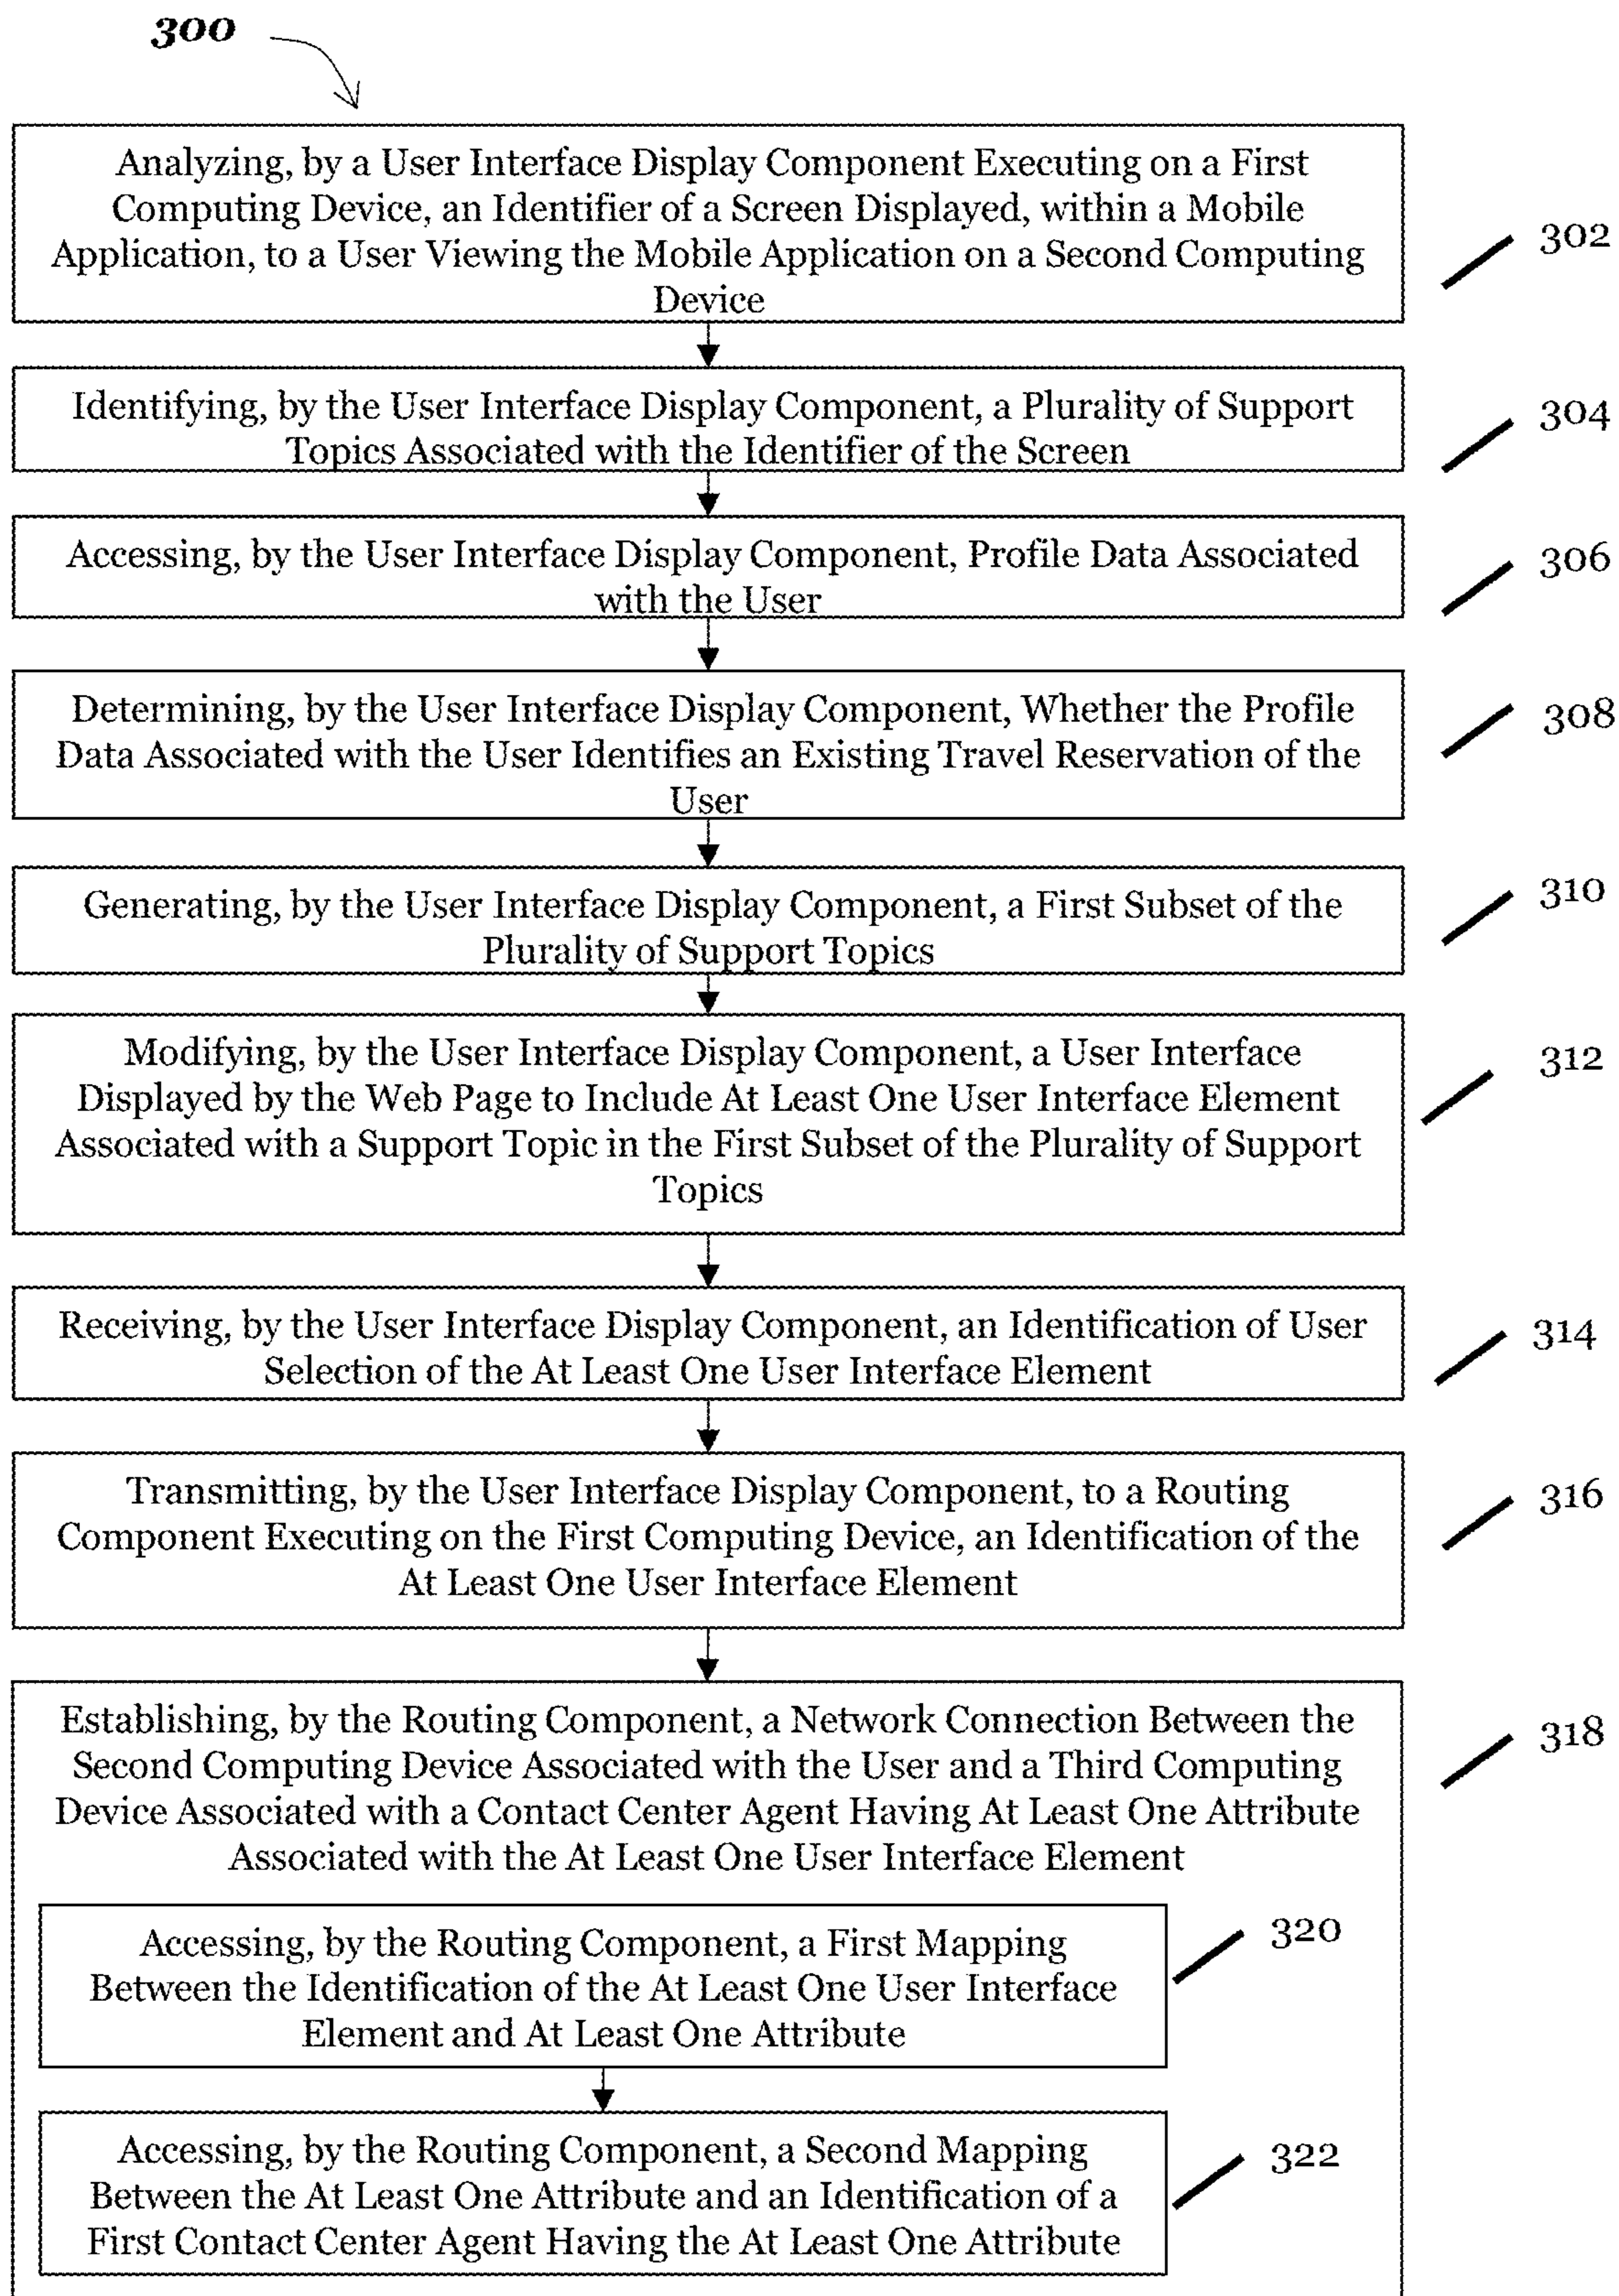 300
Analyzing, by a User Interface Display Component Executing on a First
Computing Device, an Identifier of a Screen Displayed, within a Mobile
Application, to a User Viewing the Mobile Application on a Second Computing
Device
302
Identifying, by the User Interface Display Component, a Plurality of Support
Topics Associated with the Identifier of the Screen
304
Accessing, by the User Interface Display Component, Profile Data Associated
with the User
306
Determining, by the User Interface Display Component, Whether the Profile
Data Associated with the User Identifies an Existing Travel Reservation of the
User
308
Generating, by the User Interface Display Component, a First Subset of the
Plurality of Support Topics
310
Modifying, by the User Interface Display Component, a User Interface
Displayed by the Web Page to Include At Least One User Interface Element
Associated with a Support Topic in the First Subset of the Plurality of Support
Topics
312
Receiving, by the User Interface Display Component, an Identification of User
Selection of the At Least One User Interface Element
314
Transmitting, by the User Interface Display Component, to a Routing
Component Executing on the First Computing Device, an Identification of the
At Least One User Interface Element
316
Establishing, by the Routing Component, a Network Connection Between the
Second Computing Device Associated with the User and a Third Computing
Device Associated with a Contact Center Agent Having At Least One Attribute
Associated with the At Least One User Interface Element
318
Accessing, by the Routing Component, a First Mapping
Between the Identification of the At Least One User Interface
Element and At Least One Attribute
320
Accessing, by the Routing Component, a Second Mapping
Between the At Least One Attribute and an Identification of a
First Contact Center Agent Having the At Least One Attribute
322